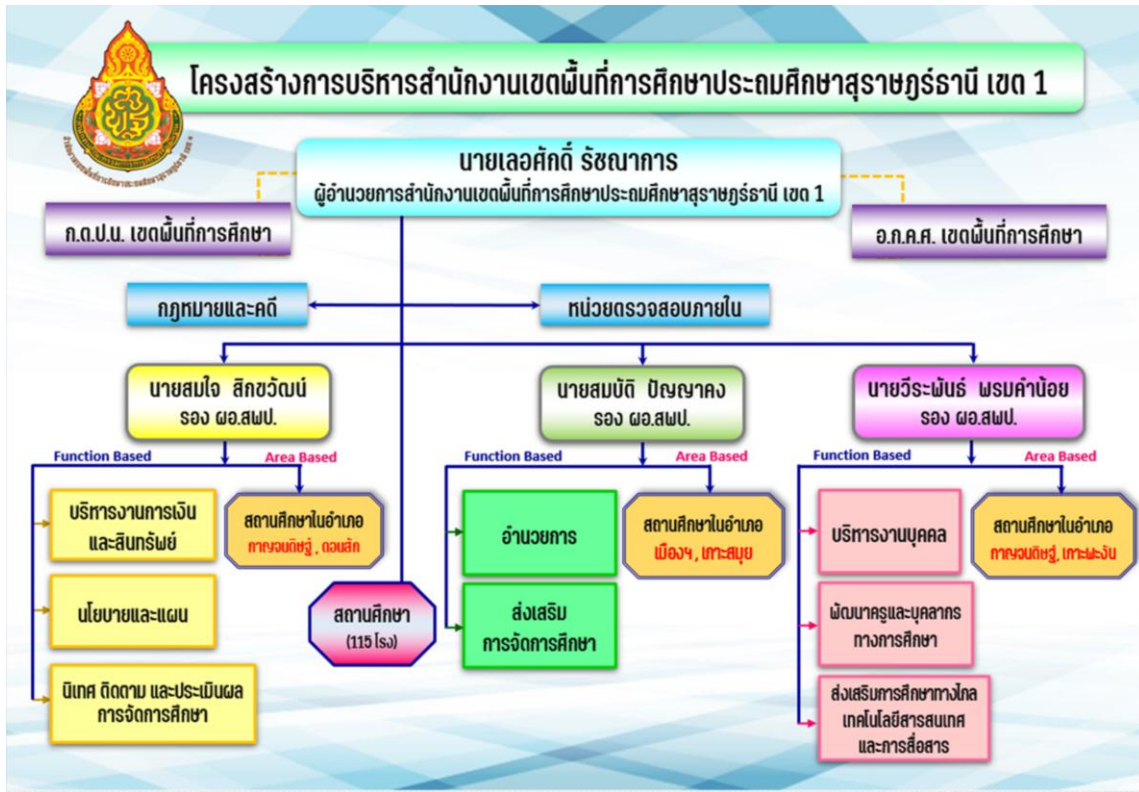 โครงสร้างการบริหารสำนักงานเขตพื้นที่การศึกษาประถมศึกษาสุราษฎร์ธานี เขต 1
นายเลอศักดิ์ รัชณาการ
ผู้อำนวยการสำนักงานเขตพื้นที่การศึกษาประถมศึกษาสุราษฎร์ธานี เขต 1
ก.ต.ป.น. เขตพื้นที่การศึกษา
อ.ก.ค.ศ. เขตพื้นที่การศึกษา
กฎหมายและคดี
หน่วยตรวจสอบภายใน
นายสมใจ สิกขวัฒน์
รอง ผอ.สพป.
Function Based
Area Based
บริหารงานการเงิน
และสินทรัพย์
นโยบายและแผน
นิเทศ ติดตาม และประเมินผล
การจัดการศึกษา
สถานศึกษาในอำเภอ
กาญจนดิษฐ์ , ดอนสัก
สถานศึกษา
(115 โรง)
นายสมบัติ ปัญญาคง
รอง ผอ.สพป.
Function Based
Area Based
อำนวยการ
ส่งเสริม
การจัดการศึกษา
สถานศึกษาในอำเภอ
เมืองฯ , เกาะสมุย
นายวีระพันธ์ พรมคำน้อย
รอง ผอ.สพป.
Function Based
Area Based
บริหารงานบุคคล
พัฒนาครูและบุคลากร
ทางการศึกษา
ส่งเสริมการศึกษาทางไกล
เทคโนโลยีสารสนเทศ
และการสื่อสาร
สถานศึกษาในอำเภอ
กาญจนดิษฐ์, เกาะพะงัน